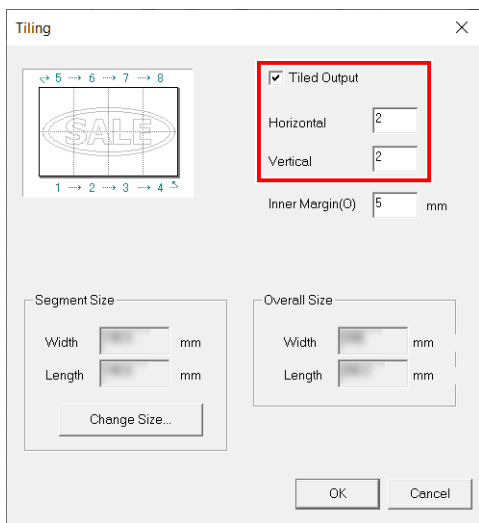 Tiling
5 6 7 8
SALE
1 2 3 4
Tiled Output
Horizontal 2
Vertical 2
Inner Margin(O) 5 mm
Segment Size
Width mm
Length mm
Change Size...
Overall Size
Width mm
Length mm
OK Cancel